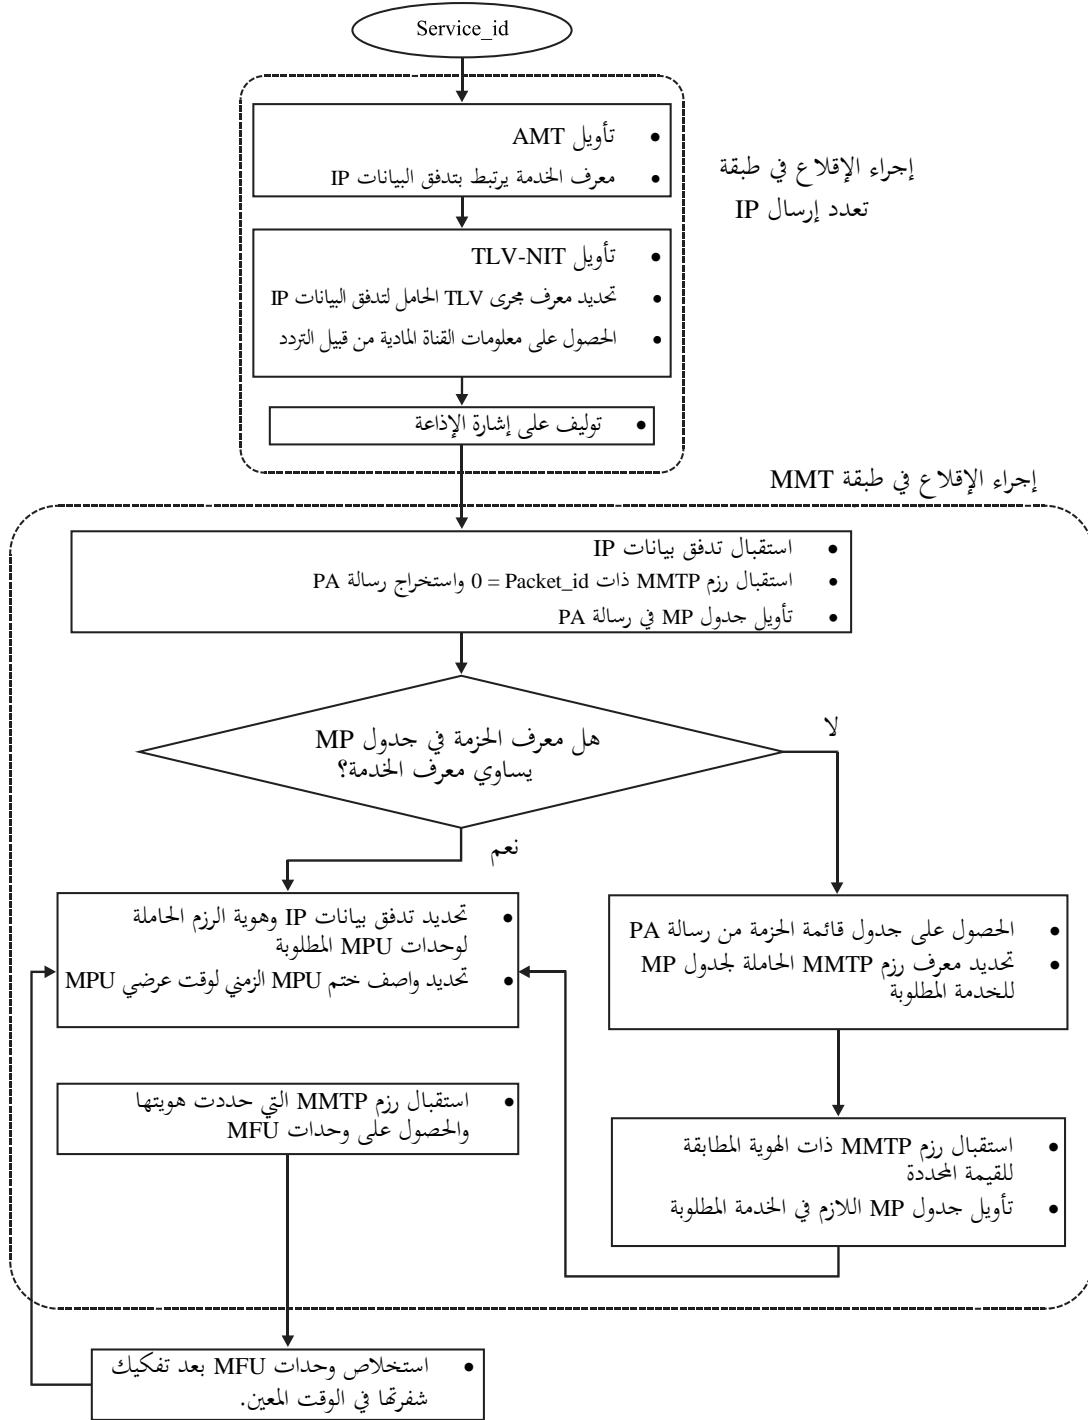 Service_id
• تأويل AMT
• معرف الخدمة يرتبط بتدفق البيانات IP
إجراء الإقلاع في طبقة
تعدد إرسال IP
• تأويل TLV-NIT
• تحديد معرف مجرى TLV الحامل لتدفق البيانات IP
• الحصول على معلومات القناة المادية من قبيل التردد
• توليف على إشارة الإذاعة
إجراء الإقلاع في طبقة MMT
• استقبال تدفق بيانات IP
• استقبال رزم MMTP ذات Packet_id = 0 واستخراج رسالة PA
• تأويل جدول MP في رسالة PA
هل معرف الحزمة في جدول MP
يساوي معرف الخدمة؟
لا
نعم
• تحديد تدفق بيانات IP وهوية الرزم الحاملة
لوحدات MPU المطلوبة
• تحديد واصف ختم MPU الزمني لوقت عرضي MPU
• الحصول على جدول قائمة الحزمة من رسالة PA
• تحديد معرف رزم MMTP الحاملة لجدول MP
للخدمة المطلوبة
• استقبال رزم MMTP التي حددت هويتها
والحصول على وحدات MFU
• استقبال رزم MMTP ذات الهوية المطابقة
للقيمة المحددة
• تأويل جدول MP اللازم في الخدمة المطلوبة
• استخلاص وحدات MFU بعد تفكيك
شفرتها في الوقت المعين.